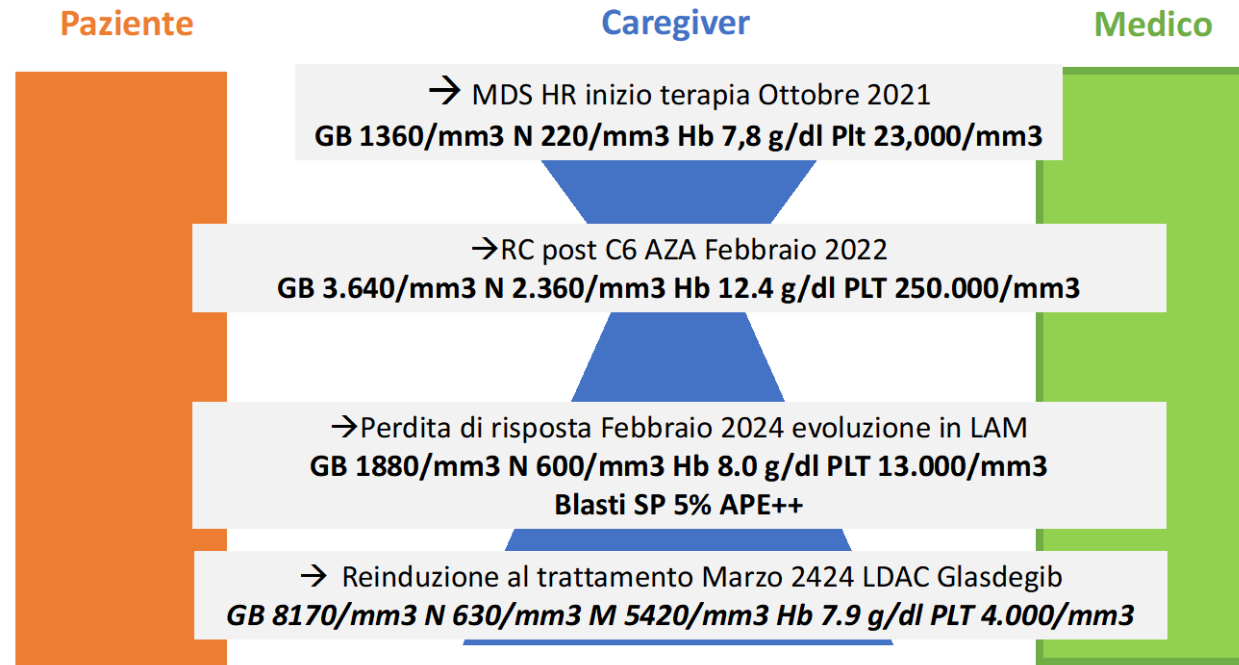 Paziente
Caregiver
Medico
→ MDS HR inizio terapia Ottobre 2021
GB 1360/mm3 N 220/mm3 Hb 7,8 g/dl Plt 23,000/mm3
→RC post C6 AZA Febbraio 2022
GB 3.640/mm3 N 2.360/mm3 Hb 12.4 g/dl PLT 250.000/mm3
→Perdita di risposta Febbraio 2024 evoluzione in LAM
GB 1880/mm3 N 600/mm3 Hb 8.0 g/dl PLT 13.000/mm3
Blasti SP 5% APE++
→ Reinduzione al trattamento Marzo 2424 LDAC Glasdegib
GB 8170/mm3 N 630/mm3 M 5420/mm3 Hb 7.9 g/dl PLT 4.000/mm3